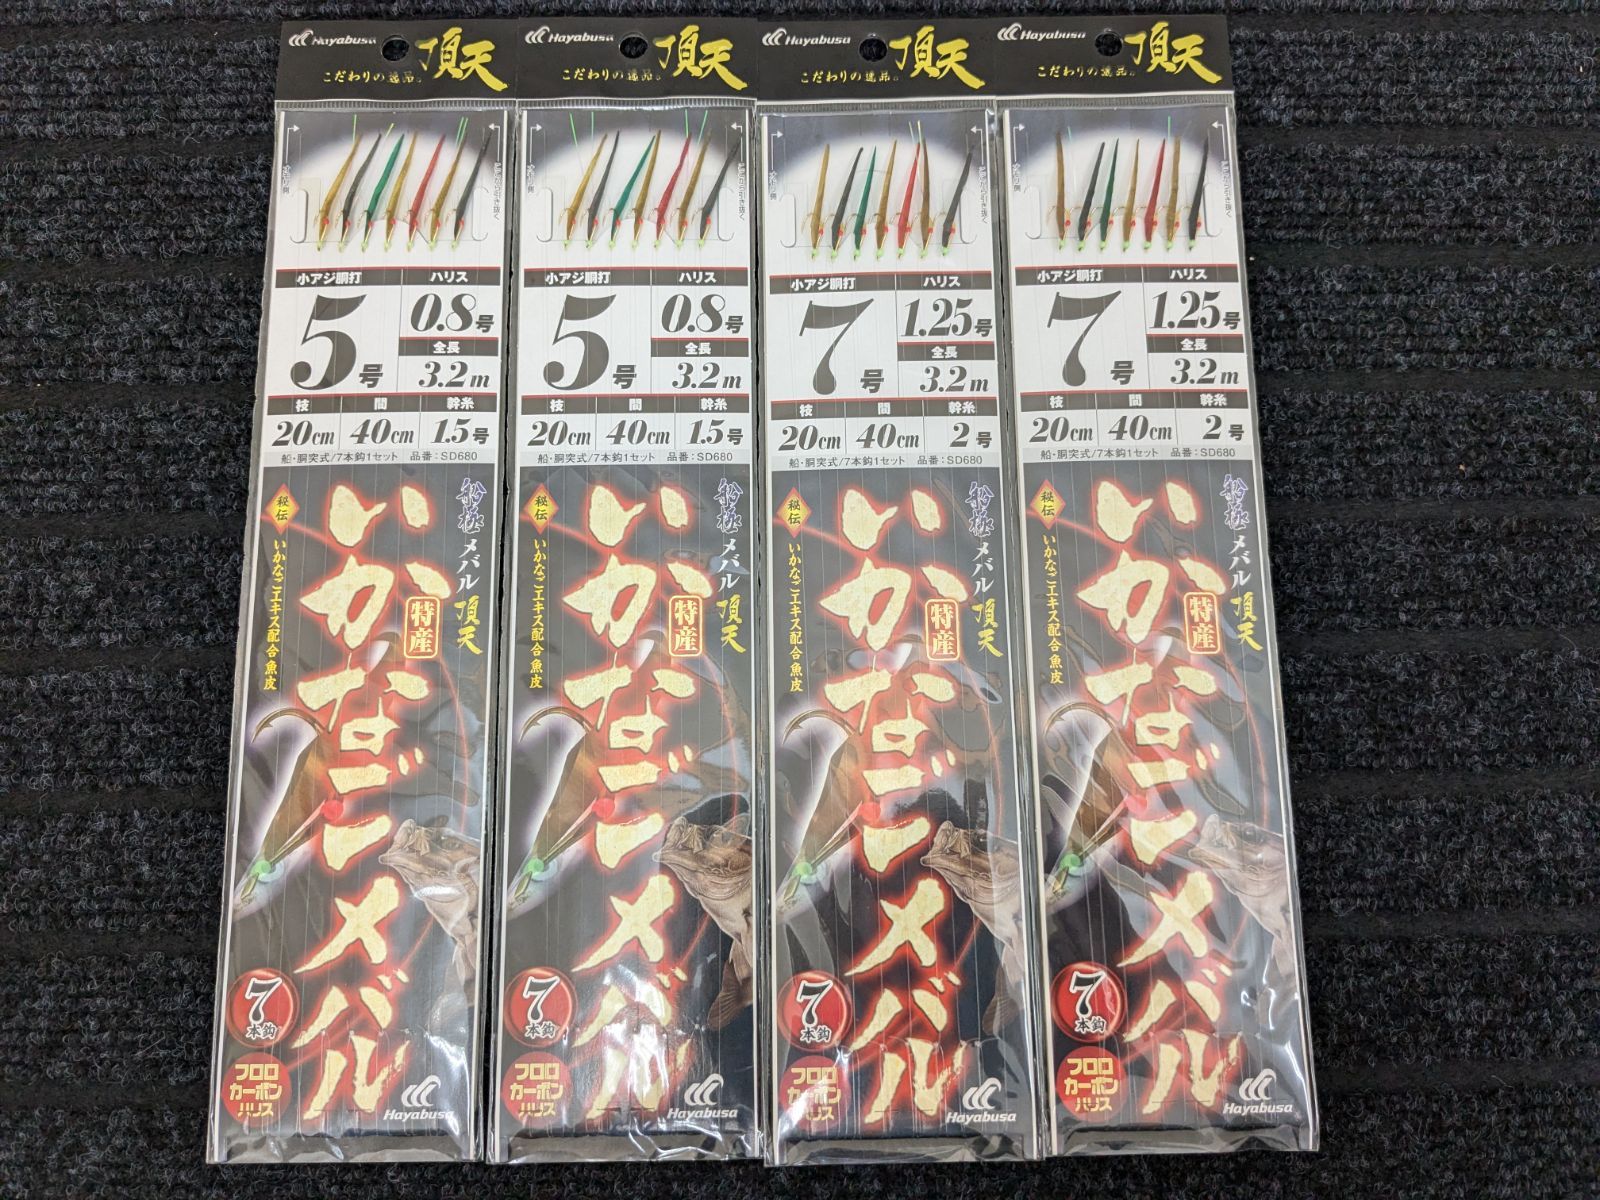 Hayabusa
頂天
こだわりの逸品。
小アジ胴打
ハリス
5号
0.8号
全長
3.2m
枝
間
幹糸
20cm
40cm
1.5号
船・胴突式/7本鈎1セット 品番:SD680
秘伝
いかなごエキス配合魚皮
船極
メバル
頂天
特産
いかなごメバル
7本鈎
フロロ
カーボン
ハリス
Hayabusa
Hayabusa
頂天
こだわりの逸品。
小アジ胴打
ハリス
5号
0.8号
全長
3.2m
枝
間
幹糸
20cm
40cm
1.5号
船・胴突式/7本鈎1セット 品番:SD680
秘伝
いかなごエキス配合魚皮
船極
メバル
頂天
特産
いかなごメバル
7本鈎
フロロ
カーボン
ハリス
Hayabusa
Hayabusa
頂天
こだわりの逸品。
小アジ胴打
ハリス
7号
1.25号
全長
3.2m
枝
間
幹糸
20cm
40cm
2号
船・胴突式/7本鈎1セット 品番:SD680
秘伝
いかなごエキス配合魚皮
船極
メバル
頂天
特産
いかなごメバル
7本鈎
フロロ
カーボン
ハリス
Hayabusa
Hayabusa
頂天
こだわりの逸品。
小アジ胴打
ハリス
7号
1.25号
全長
3.2m
枝
間
幹糸
20cm
40cm
2号
船・胴突式/7本鈎1セット 品番:SD680
秘伝
いかなごエキス配合魚皮
船極
メバル
頂天
特産
いかなごメバル
7本鈎
フロロ
カーボン
ハリス
Hayabusa